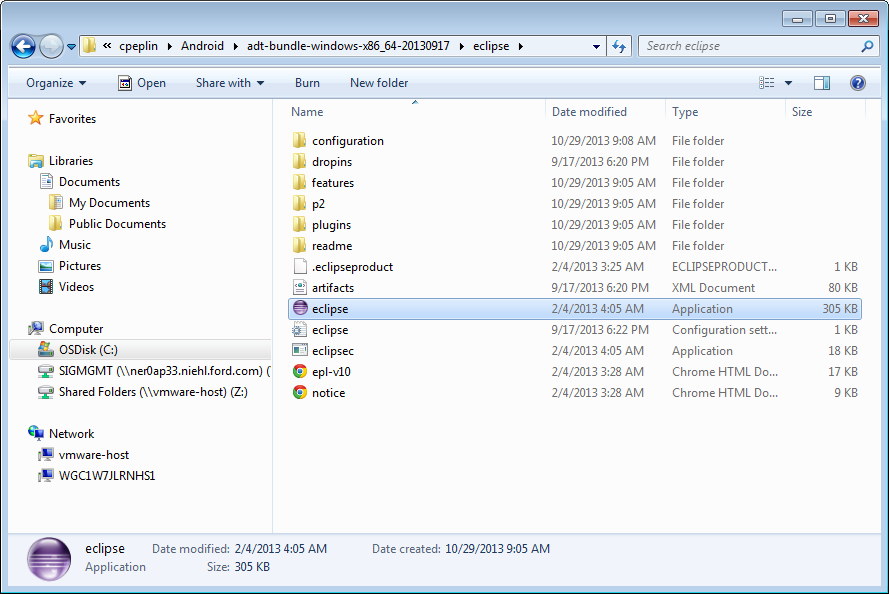 « cpeplin Android adt-bundle-windows-x86_64-20130917 eclipse Search eclipse
Organize Open Share with Burn New folder
Favorites
Libraries
Documents
My Documents
Public Documents
Music
Pictures
Videos
Computer
OSDisk (C:)
SIGMGMT (\\ner0ap33.niehl.ford.com) (
Shared Folders (\\vmware-host) (Z:)
Network
vmware-host
WGC1W7JLRNHS1
Name Date modified Type Size
configuration 10/29/2013 9:08 AM File folder
dropins 9/17/2013 6:20 PM File folder
features 10/29/2013 9:05 AM File folder
p2 10/29/2013 9:05 AM File folder
plugins 10/29/2013 9:05 AM File folder
readme 10/29/2013 9:05 AM File folder
.eclipseproduct 2/4/2013 3:25 AM ECLIPSEPRODUCT... 1 KB
artifacts 9/17/2013 6:20 PM XML Document 80 KB
eclipse 2/4/2013 4:05 AM Application 305 KB
eclipse 9/17/2013 6:22 PM Configuration sett... 1 KB
eclipsec 2/4/2013 4:05 AM Application 18 KB
epl-v10 2/4/2013 3:28 AM Chrome HTML Do... 17 KB
notice 2/4/2013 3:28 AM Chrome HTML Do... 9 KB
eclipse Date modified: 2/4/2013 4:05 AM Date created: 10/29/2013 9:05 AM
Application Size: 305 KB